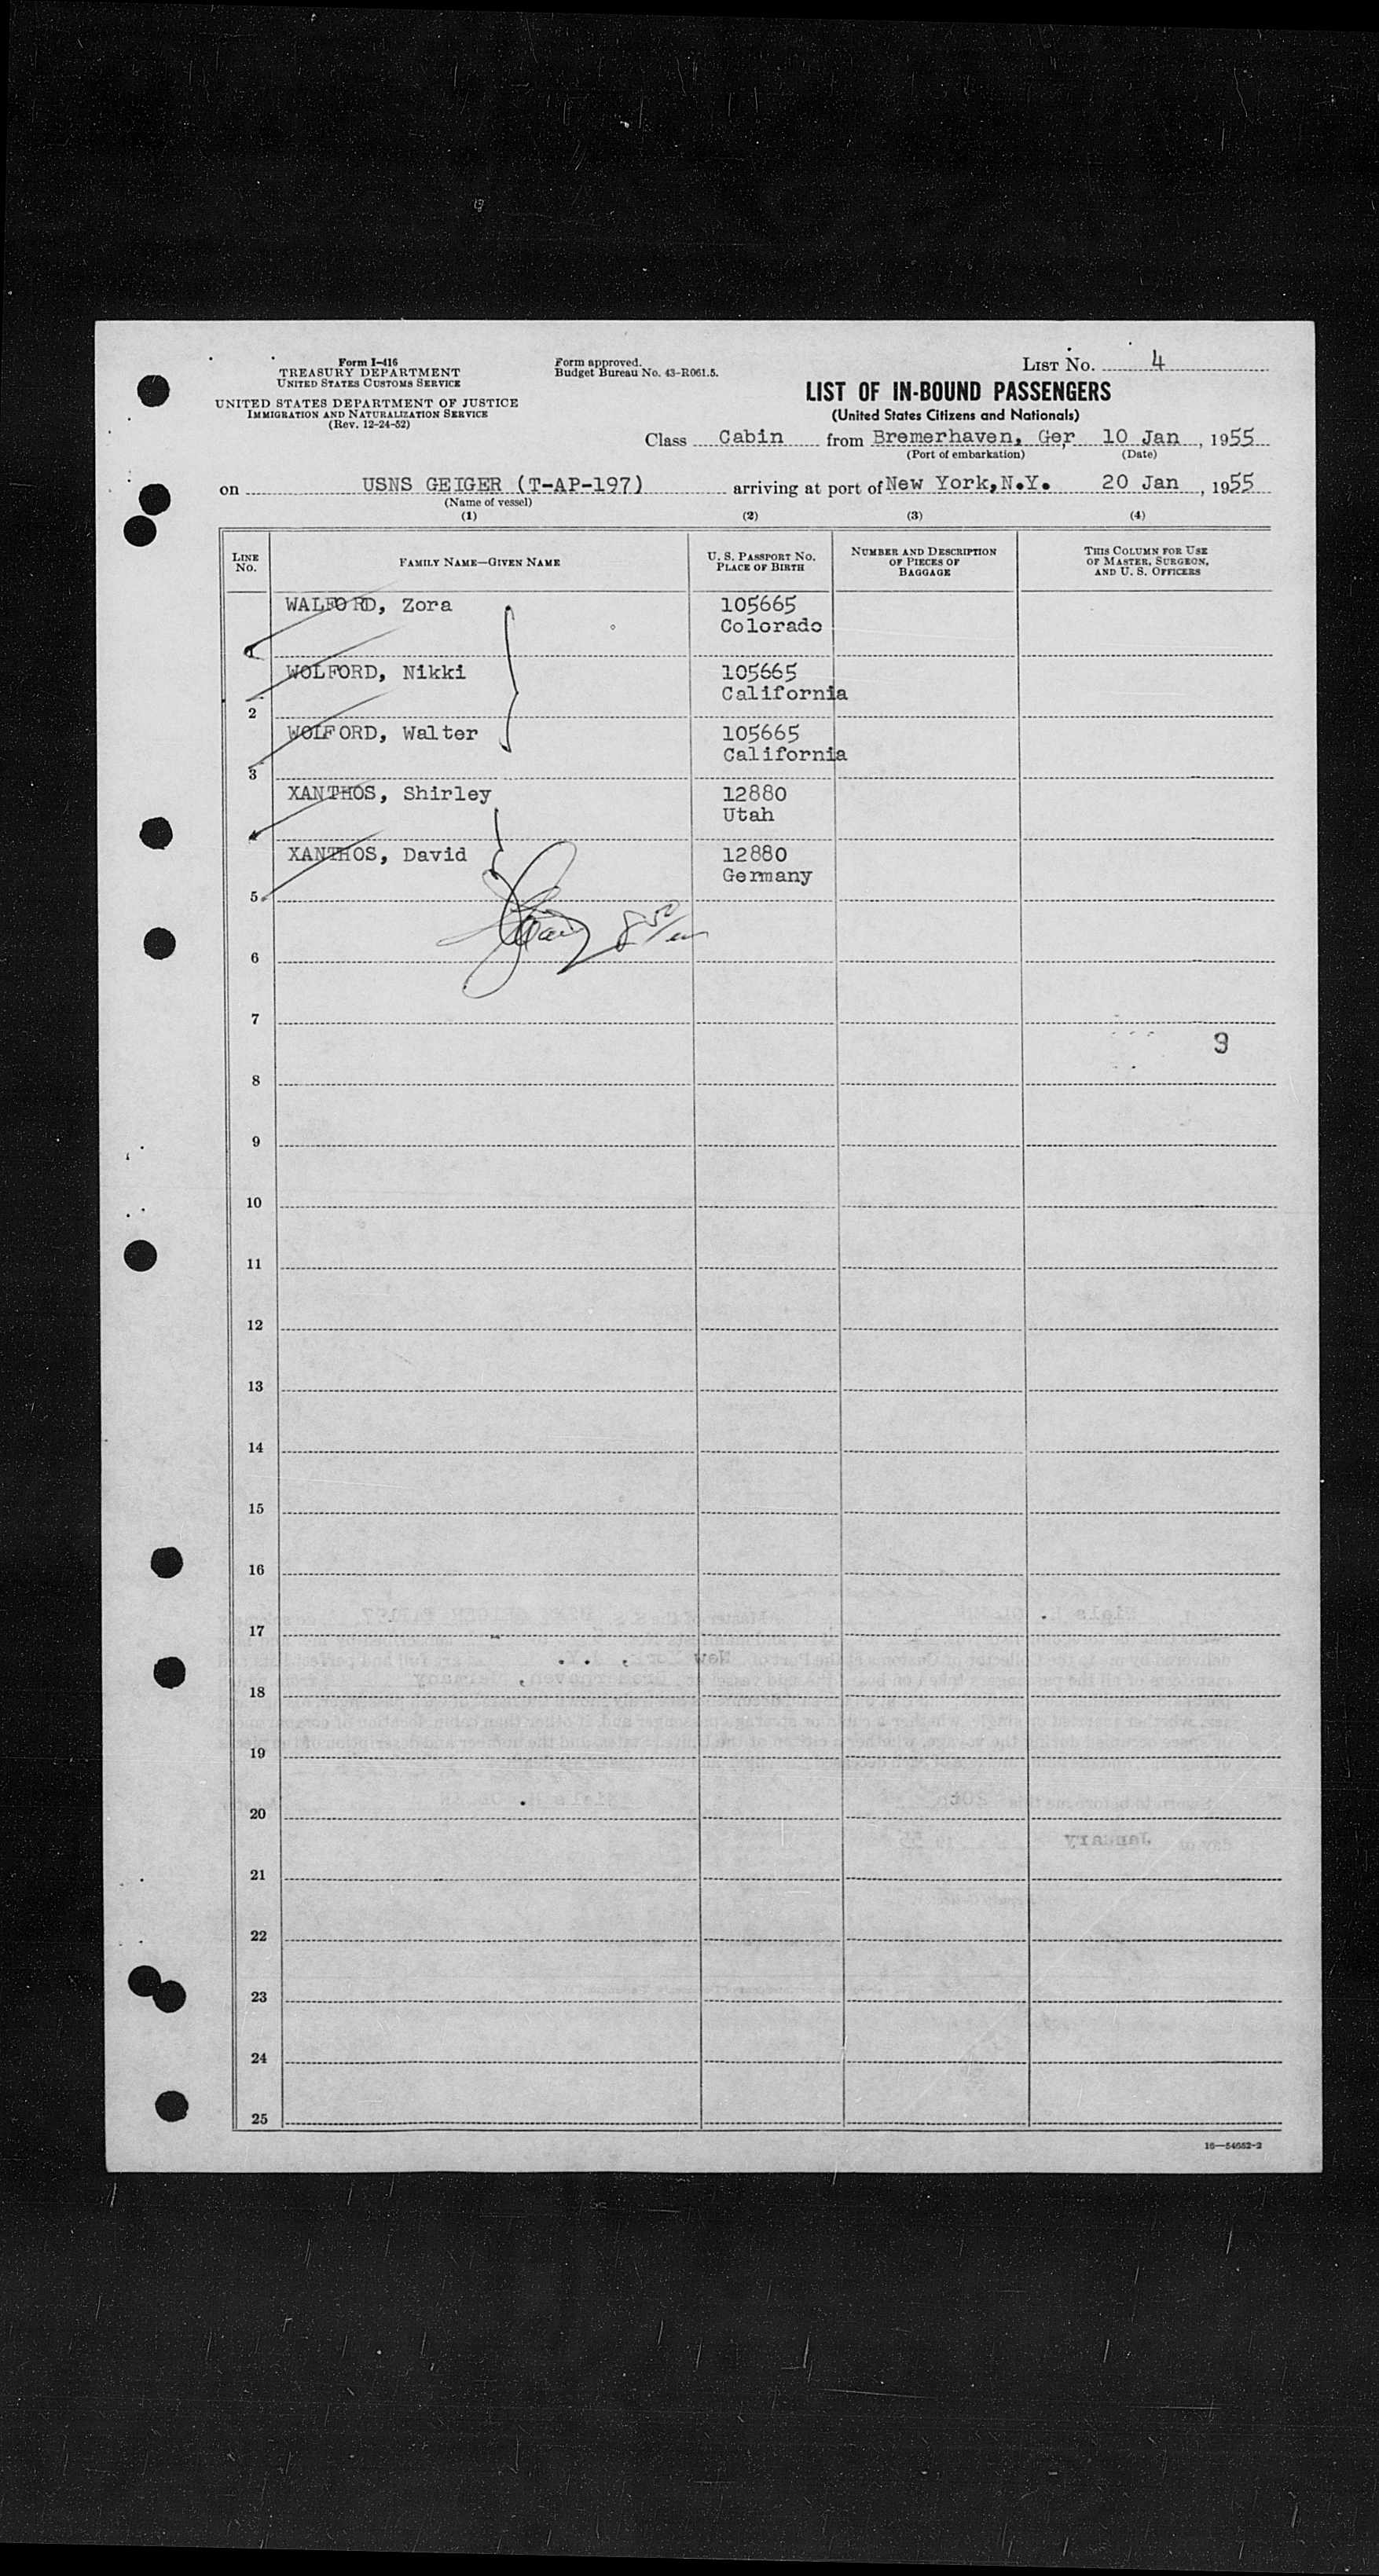 Form I-416
TREASURY DEPARTMENT
UNITED STATES CUSTOMS SERVICE
UNITED STATES DEPARTMENT OF JUSTICE
IMMIGRATION AND NATURALIZATION SERVICE
(Rev. 12-24-52)
Form approved.
Budget Bureau No. 43-R061.5.
LIST No. 4
LIST OF IN-BOUND PASSENGERS
(United States Citizens and Nationals)
Class Cabin from Bremerhaven, Ger, 10 Jan, 1955
(Port of embarkation) (Date)
on USNS GEIGER (T-AP-197) arriving at port of New York, N.Y. 20 Jan, 1955
(Name of vessel)
(1) (2) (3) (4)
LINE No. FAMILY NAME—GIVEN NAME U. S. PASSPORT No. PLACE OF BIRTH NUMBER AND DESCRIPTION OF PIECES OF BAGGAGE THIS COLUMN FOR USE OF MASTER, SURGEON, AND U. S. OFFICERS
WALFORD, Zora 105665
Colorado
1
WOLFORD, Nikki 105665
California
2
WOLFORD, Walter 105665
California
3
XANTHOS, Shirley 12880
Utah
XANTHOS, David 12880
Germany
5
6
7
9
8
9
10
11
12
13
14
15
16
17
18
19
20
21
22
23
24
25
16—54652-2